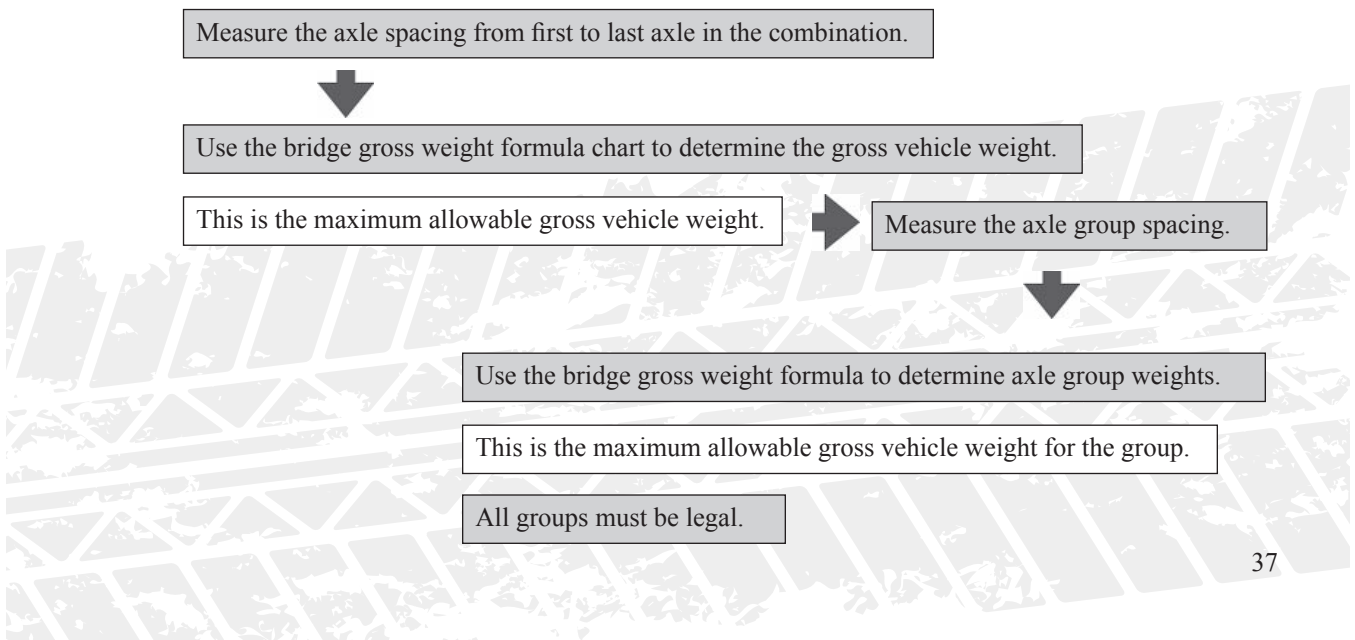 Measure the axle spacing from first to last axle in the combination.
Use the bridge gross weight formula chart to determine the gross vehicle weight.
This is the maximum allowable gross vehicle weight.
Measure the axle group spacing.
Use the bridge gross weight formula to determine axle group weights.
This is the maximum allowable gross vehicle weight for the group.
All groups must be legal.
37